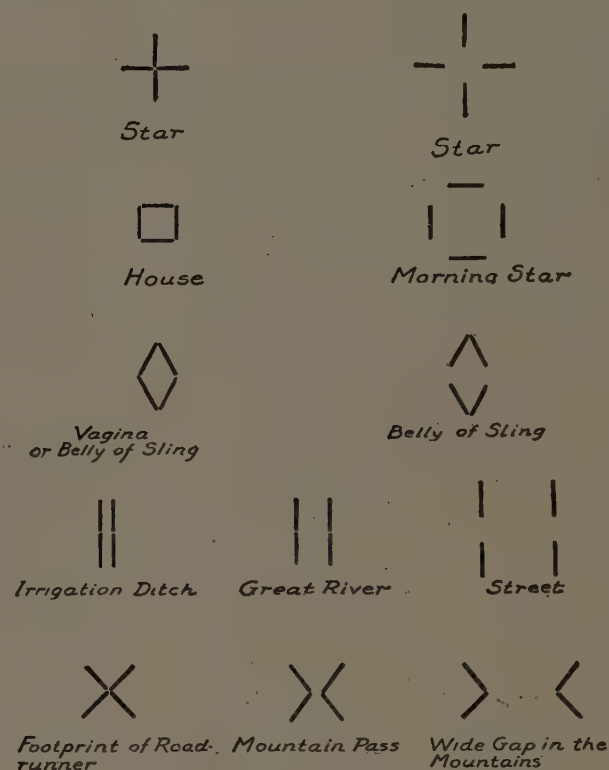 Star
Star
House
Morning Star
Vagina
or Belly of Sling
Belly of Sling
Irrigation Ditch
Great River
Street
Footprint of Road-
runner
Mountain Pass
Wide Gap in the
Mountains